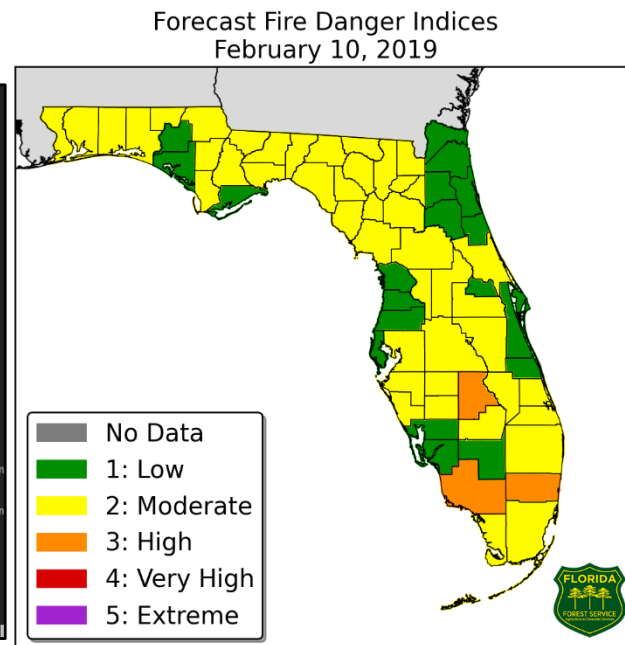 Forecast Fire Danger Indices
February 10, 2019
No Data
1: Low
2: Moderate
3: High
4: Very High
5: Extreme
FLORIDA
FOREST SERVICE